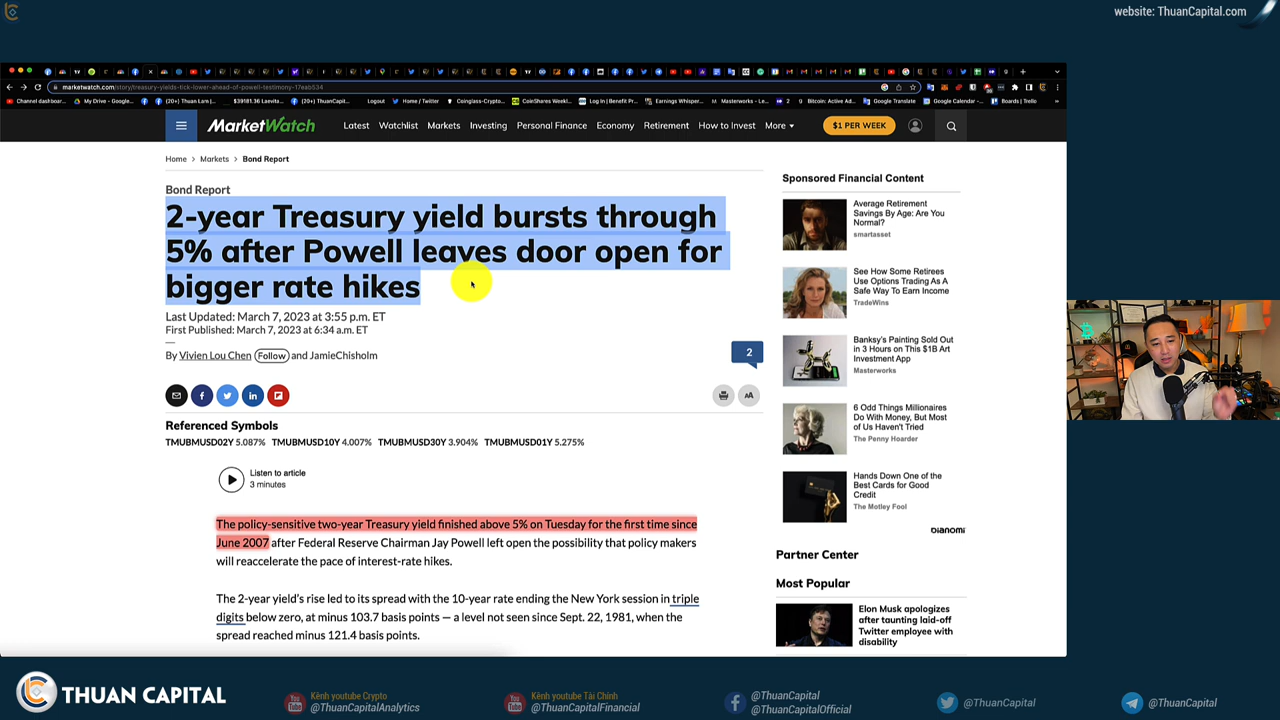 website: ThuanCapital.com
marketwatch.com/story/treasury-yields-tick-lower-ahead-of-powell-testimony-17eab534
Channel dashboard...
My Drive - Google...
(20+) Thuan Lam |...
$39181.36 Levita...
(20+) ThuanCapit...
Logout
Home / Twitter
Coinglass-Crypto...
CoinShares Weekl...
Log In | Benefit Pr...
Earnings Whisper...
Masterworks - Le...
2
Bitcoin: Active Ad...
Google Translate
Google Calendar -...
Boards | Trello
MarketWatch
Latest
Watchlist
Markets
Investing
Personal Finance
Economy
Retirement
How to Invest
More
$1 PER WEEK
Home > Markets > Bond Report
Bond Report
2-year Treasury yield bursts through
5% after Powell leaves door open for
bigger rate hikes
Last Updated: March 7, 2023 at 3:55 p.m. ET
First Published: March 7, 2023 at 6:34 a.m. ET
By Vivien Lou Chen Follow and JamieChisholm
2
AA
Referenced Symbols
TMUBMUSD02Y 5.087% TMUBMUSD10Y 4.007% TMUBMUSD30Y 3.904% TMUBMUSD01Y 5.275%
Listen to article
3 minutes
The policy-sensitive two-year Treasury yield finished above 5% on Tuesday for the first time since
June 2007 after Federal Reserve Chairman Jay Powell left open the possibility that policy makers
will reaccelerate the pace of interest-rate hikes.
The 2-year yield's rise led to its spread with the 10-year rate ending the New York session in triple
digits below zero, at minus 103.7 basis points — a level not seen since Sept. 22, 1981, when the
spread reached minus 121.4 basis points.
Sponsored Financial Content
Average Retirement
Savings By Age: Are You
Normal?
smartasset
See How Some Retirees
Use Options Trading As A
Safe Way To Earn Income
TradeWins
Banksy's Painting Sold Out
in 3 Hours on This $1B Art
Investment App
Masterworks
6 Odd Things Millionaires
Do With Money, But Most
of Us Haven't Tried
The Penny Hoarder
Hands Down One of the
Best Cards for Good
Credit
The Motley Fool
DIANOMI
Partner Center
Most Popular
Elon Musk apologizes
after taunting laid-off
Twitter employee with
disability
THUAN CAPITAL
Kênh youtube Crypto
@ThuanCapitalAnalytics
Kênh youtube Tài Chính
@ThuanCapitalFinancial
@ThuanCapital
@ThuanCapitalOfficial
@ThuanCapital
@ThuanCapital